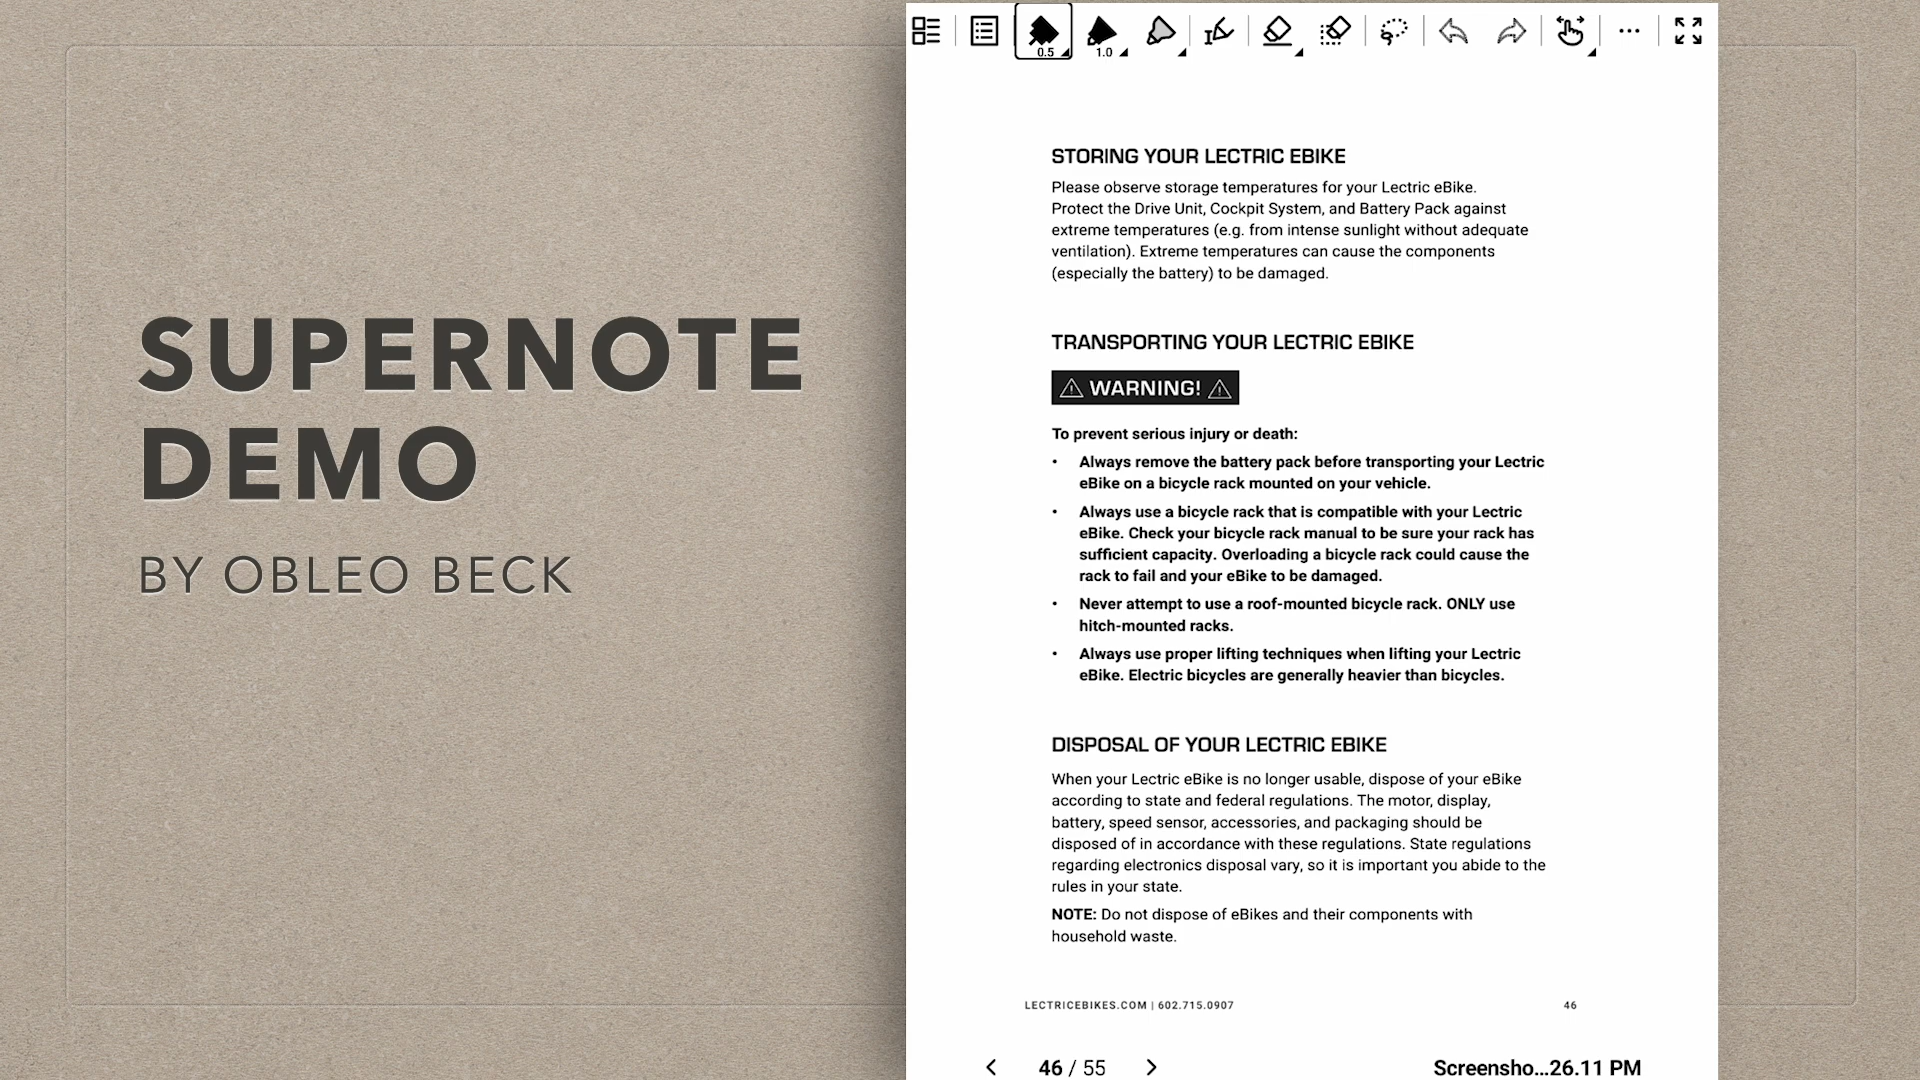 SUPERNOTE
DEMO
BY OBLEO BECK
0.5
1.0
STORING YOUR LECTRIC EBIKE
Please observe storage temperatures for your Lectric eBike.
Protect the Drive Unit, Cockpit System, and Battery Pack against
extreme temperatures (e.g. from intense sunlight without adequate
ventilation). Extreme temperatures can cause the components
(especially the battery) to be damaged.
TRANSPORTING YOUR LECTRIC EBIKE
WARNING!
To prevent serious injury or death:
• Always remove the battery pack before transporting your Lectric
eBike on a bicycle rack mounted on your vehicle.
• Always use a bicycle rack that is compatible with your Lectric
eBike. Check your bicycle rack manual to be sure your rack has
sufficient capacity. Overloading a bicycle rack could cause the
rack to fail and your eBike to be damaged.
• Never attempt to use a roof-mounted bicycle rack. ONLY use
hitch-mounted racks.
• Always use proper lifting techniques when lifting your Lectric
eBike. Electric bicycles are generally heavier than bicycles.
DISPOSAL OF YOUR LECTRIC EBIKE
When your Lectric eBike is no longer usable, dispose of your eBike
according to state and federal regulations. The motor, display,
battery, speed sensor, accessories, and packaging should be
disposed of in accordance with these regulations. State regulations
regarding electronics disposal vary, so it is important you abide to the
rules in your state.
NOTE: Do not dispose of eBikes and their components with
household waste.
LECTRICEBIKES.COM | 602.715.0907 46
46 / 55 Screensho...26.11 PM